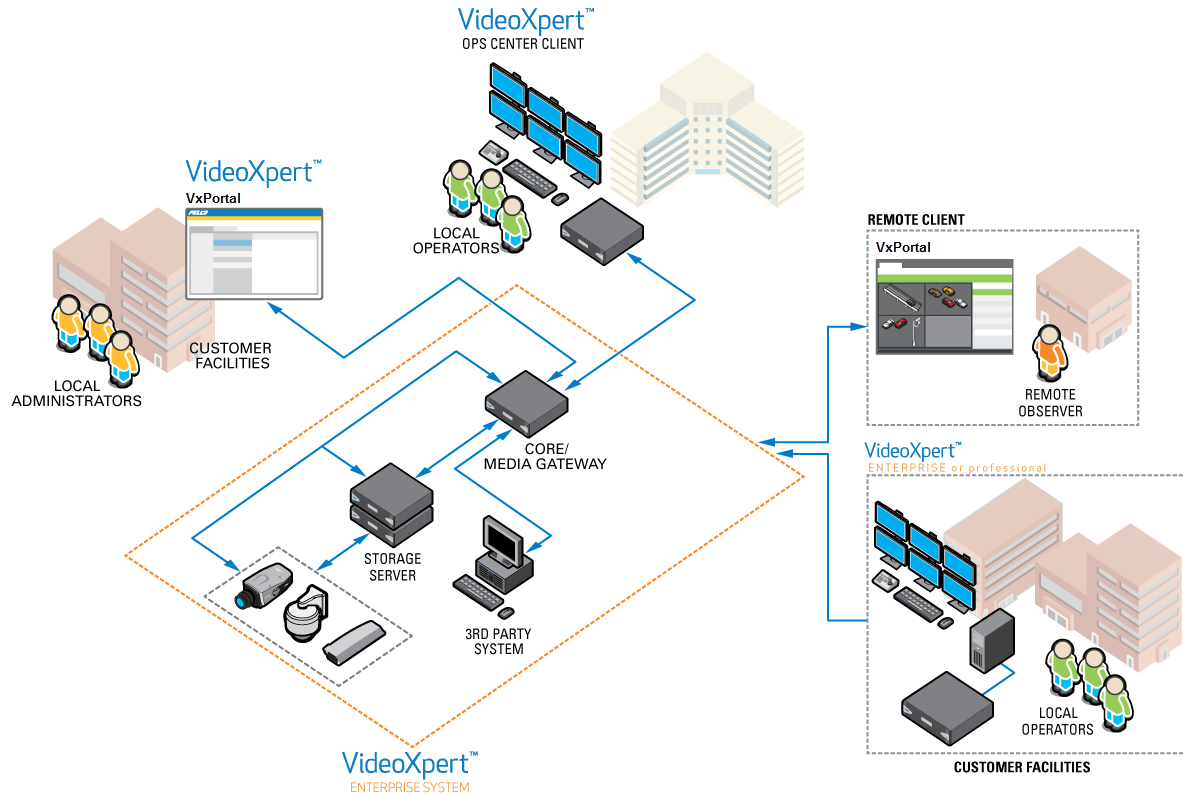 VideoXpert™
OPS CENTER CLIENT
LOCAL
OPERATORS
VideoXpert™
VxPortal
PELCO
CUSTOMER
FACILITIES
LOCAL
ADMINISTRATORS
REMOTE CLIENT
VxPortal
REMOTE
OBSERVER
CORE/
MEDIA GATEWAY
STORAGE
SERVER
3RD PARTY
SYSTEM
VideoXpert™
ENTERPRISE or professional
LOCAL
OPERATORS
CUSTOMER FACILITIES
VideoXpert™
ENTERPRISE SYSTEM